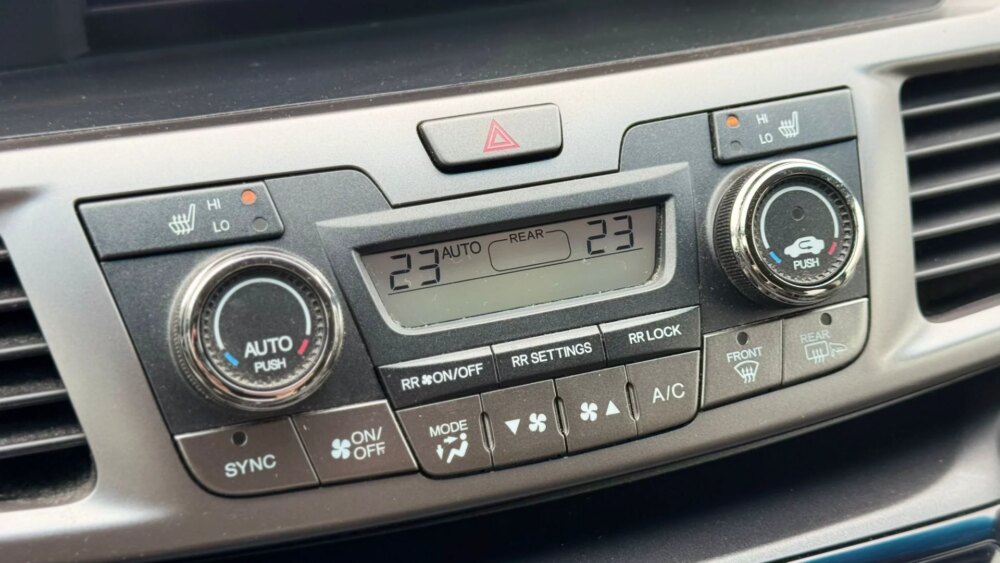 HI
LO
HI
LO
23 AUTO REAR 23
AUTO
PUSH
PUSH
RR ON/OFF
RR SETTINGS
RR LOCK
FRONT
REAR
SYNC
ON/
OFF
MODE
A/C